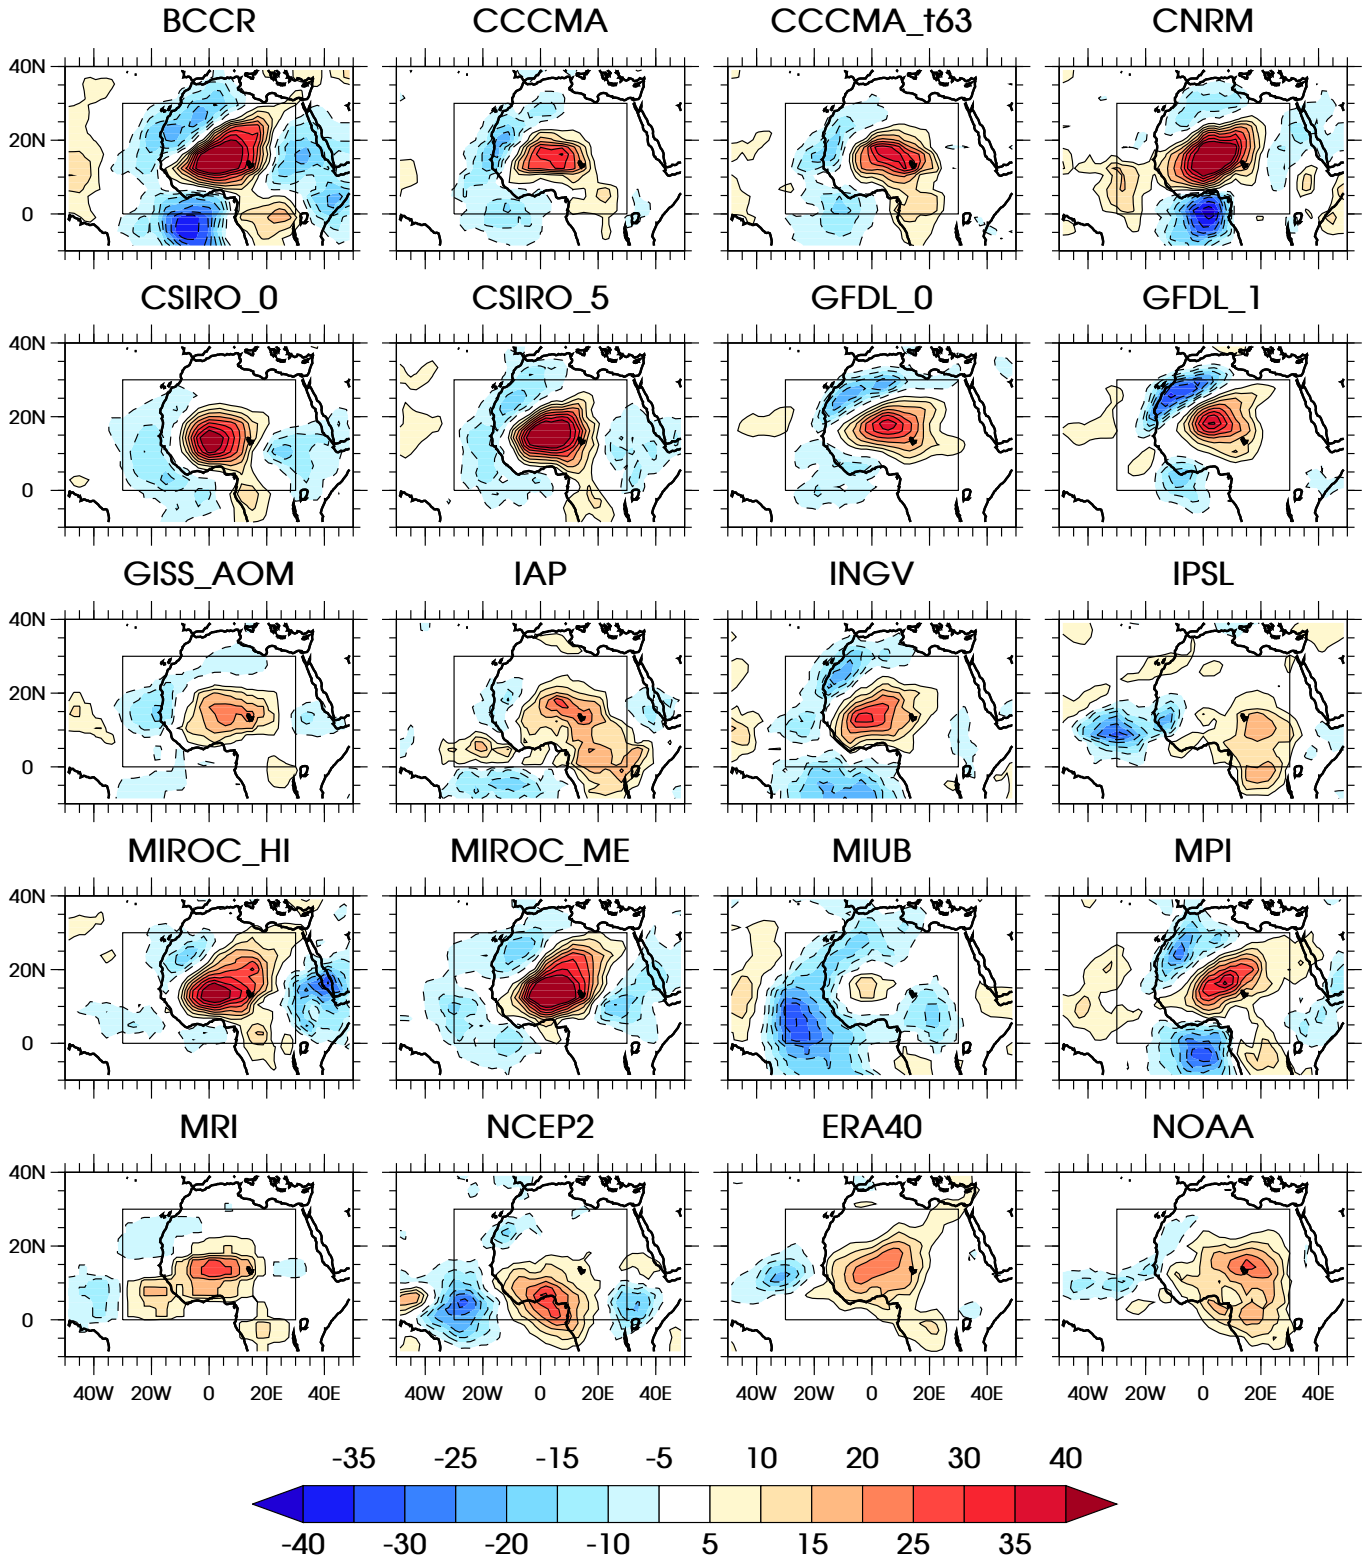 BCCR CCCMA CCCMA_t63 CNRM
40N
20N
0
CSIRO_0 CSIRO_5 GFDL_0 GFDL_1
40N
20N
0
GISS_AOM IAP INGV IPSL
40N
20N
0
MIROC_HI MIROC_ME MIUB MPI
40N
20N
0
MRI NCEP2 ERA40 NOAA
40N
20N
0
40W 20W 0 20E 40E 40W 20W 0 20E 40E 40W 20W 0 20E 40E 40W 20W 0 20E 40E
-35 -25 -15 -5 10 20 30 40
-40 -30 -20 -10 5 15 25 35